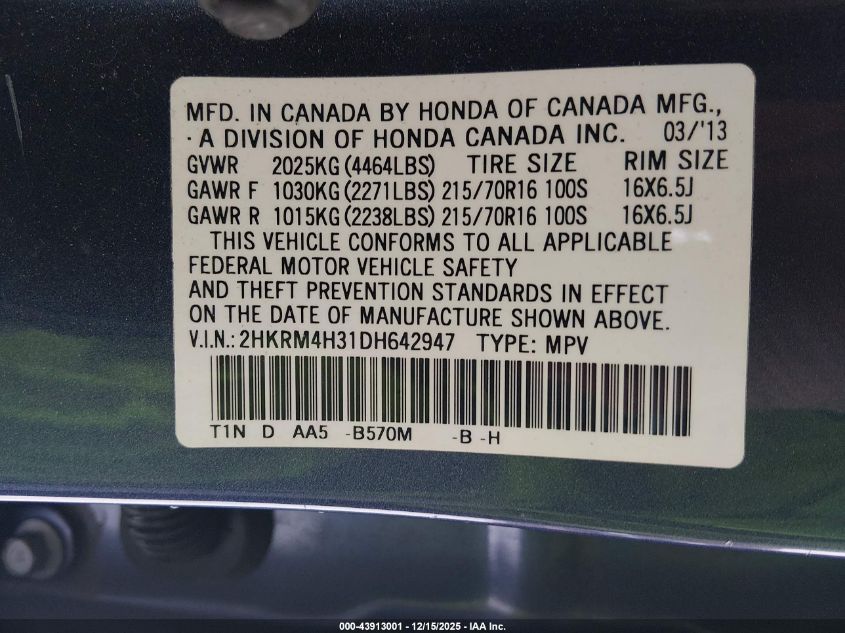 MFD. IN CANADA BY HONDA OF CANADA MFG.,
· A DIVISION OF HONDA CANADA INC. 03/'13
GVWR 2025KG (4464LBS) TIRE SIZE RIM SIZE
GAWR F 1030KG (2271LBS) 215/70R16 100S 16X6.5J
GAWR R 1015KG (2238LBS) 215/70R16 100S 16X6.5J
THIS VEHICLE CONFORMS TO ALL APPLICABLE
FEDERAL MOTOR VEHICLE SAFETY
AND THEFT PREVENTION STANDARDS IN EFFECT
ON THE DATE OF MANUFACTURE SHOWN ABOVE.
V.I.N.: 2HKRM4H31DH642947 TYPE: MPV
T1N D AA5 -B570M -B -H
000-43913001 - 12/15/2025 - IAA Inc.